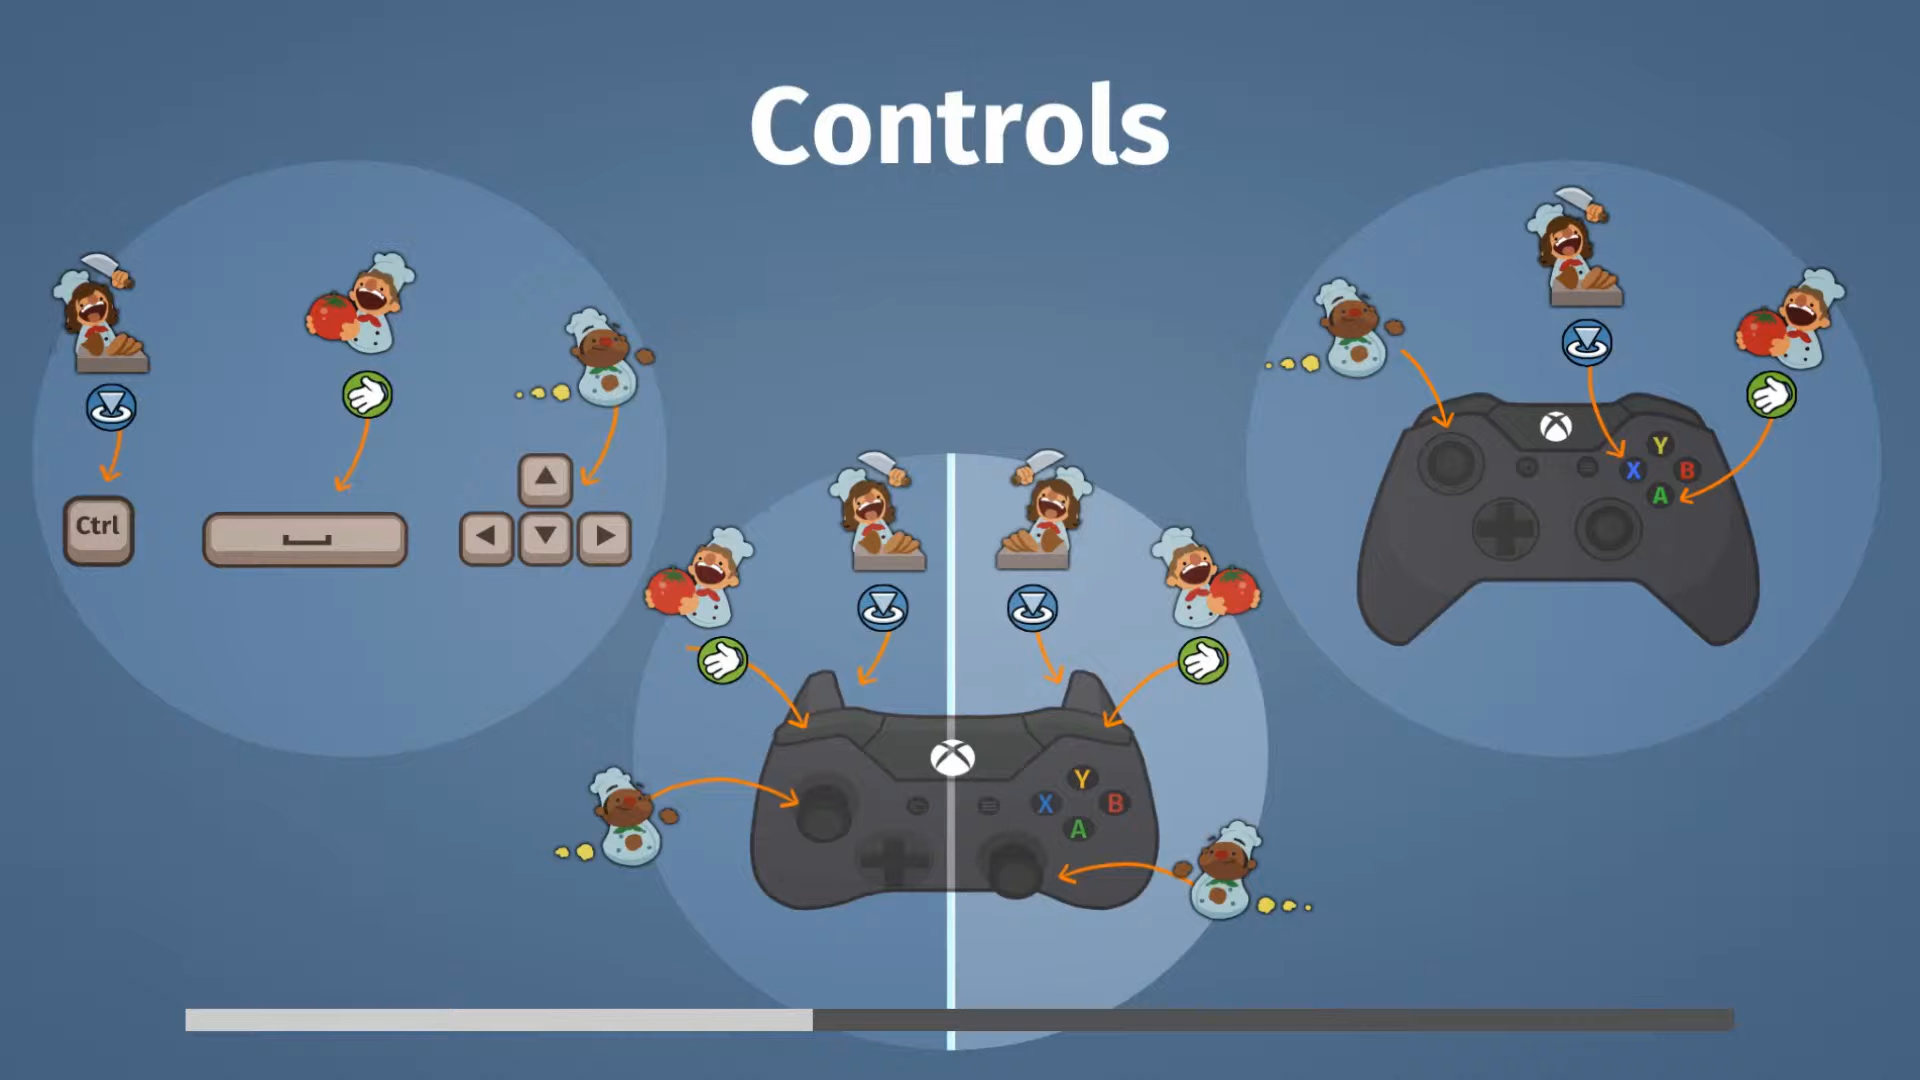 Controls
Ctrl
Y
X B
A
Y
X B
A